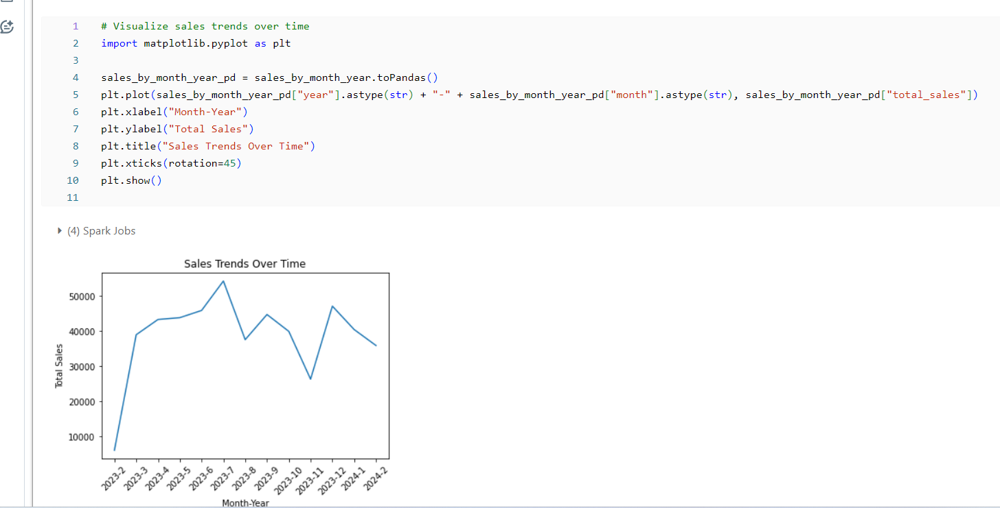 1 # Visualize sales trends over time
2 import matplotlib.pyplot as plt
3
4 sales_by_month_year_pd = sales_by_month_year.toPandas()
5 plt.plot(sales_by_month_year_pd["year"].astype(str) + "-" + sales_by_month_year_pd["month"].astype(str), sales_by_month_year_pd["total_sales"])
6 plt.xlabel("Month-Year")
7 plt.ylabel("Total Sales")
8 plt.title("Sales Trends Over Time")
9 plt.xticks(rotation=45)
10 plt.show()
11
(4) Spark Jobs
Sales Trends Over Time
50000
40000
30000
20000
10000
Total Sales
2023-2 2023-3 2023-4 2023-5 2023-6 2023-7 2023-8 2023-9 2023-10 2023-11 2023-12 2024-1 2024-2
Month-Year